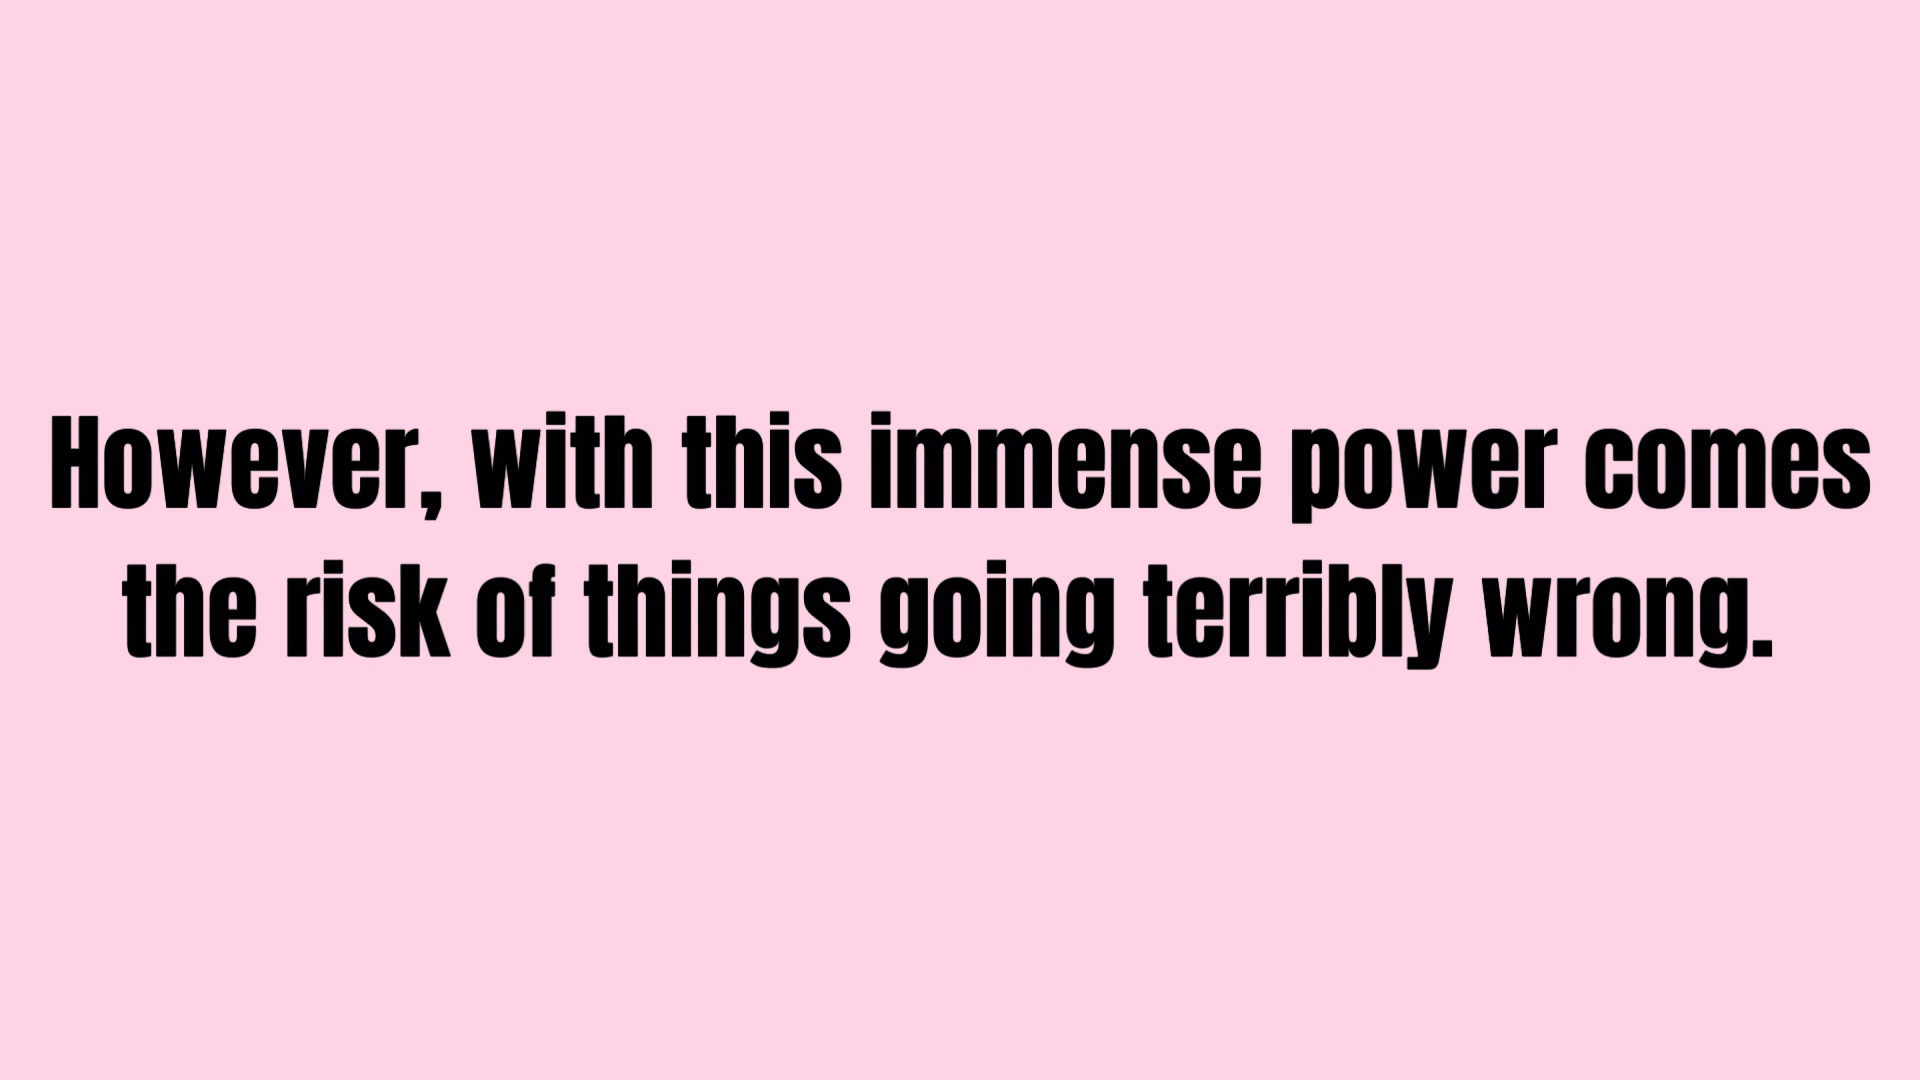 However, with this immense power comes
the risk of things going terribly wrong.